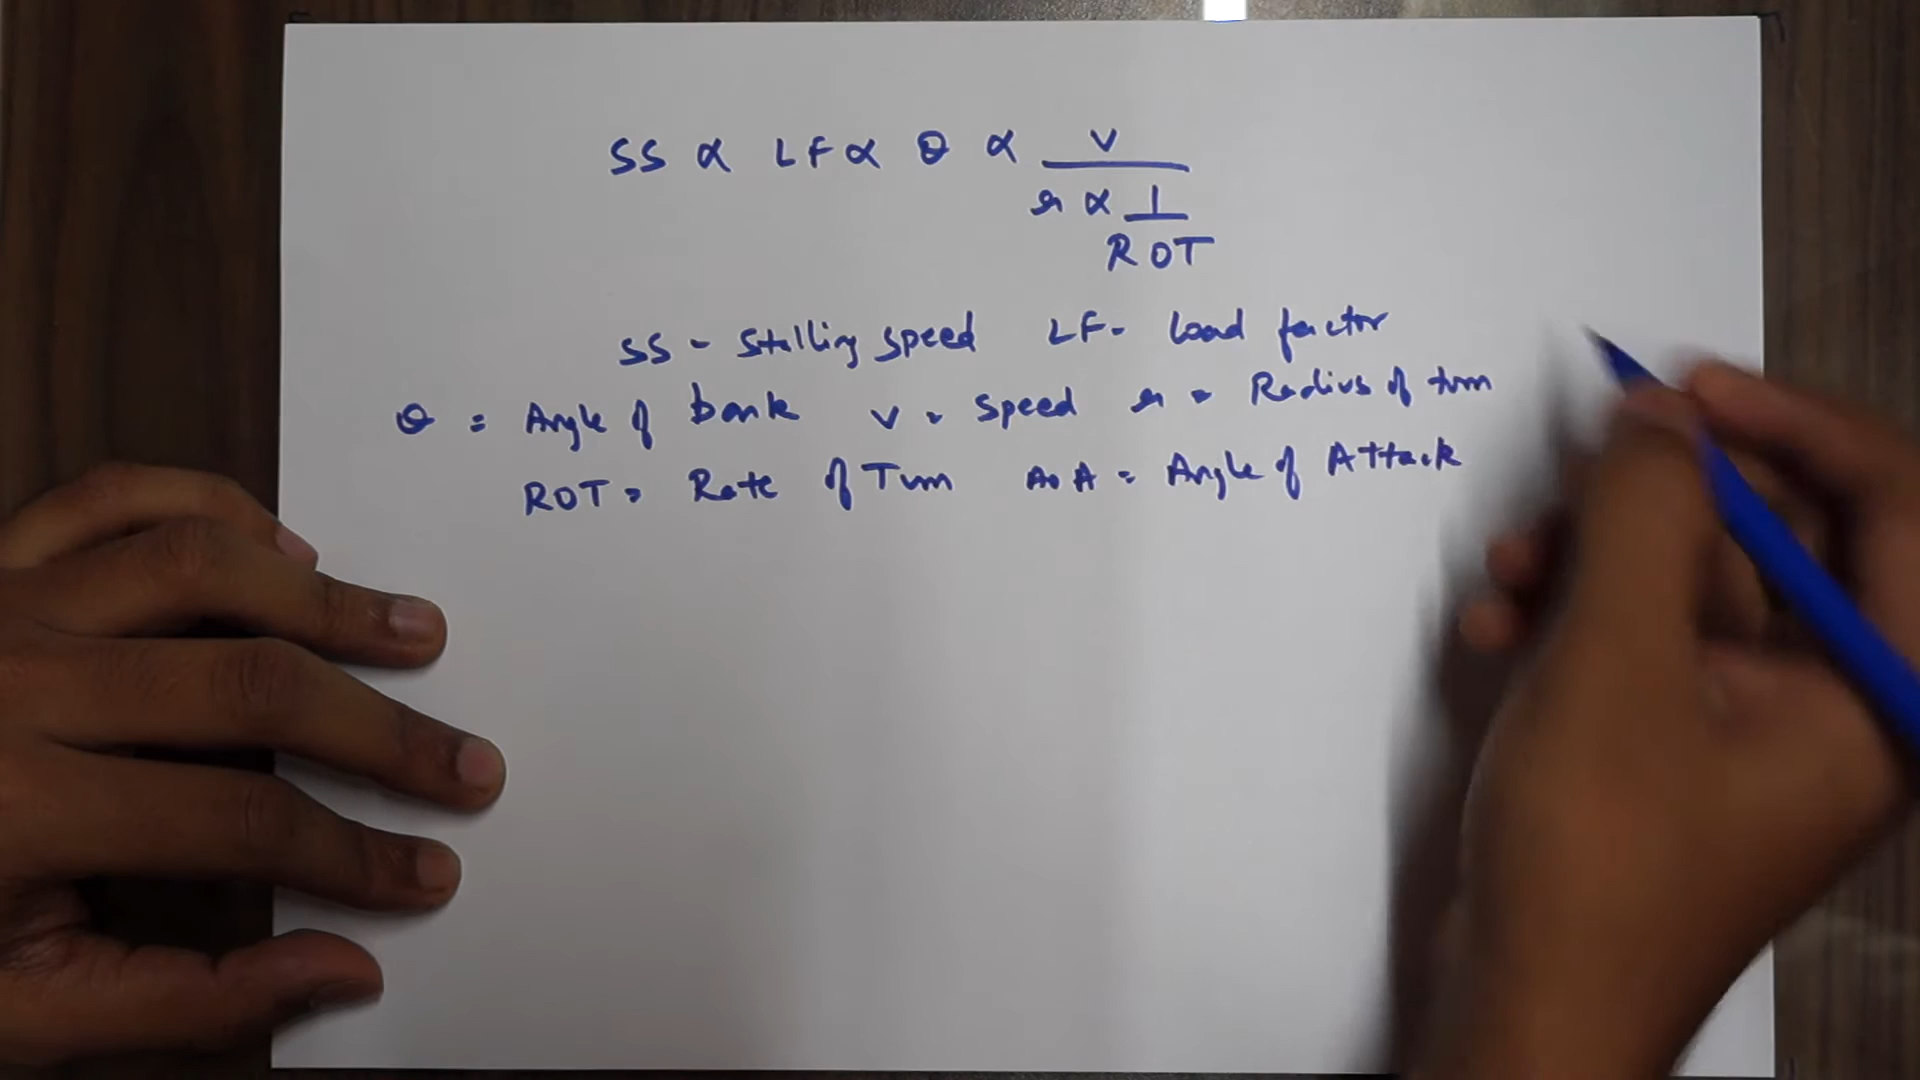 SS ∝ LF ∝ θ ∝ V
r ∝ 1
ROT
SS - Stalling speed LF - Load factor
θ = Angle of bank V = Speed r = Radius of turn
ROT = Rate of Turn AoA = Angle of Attack